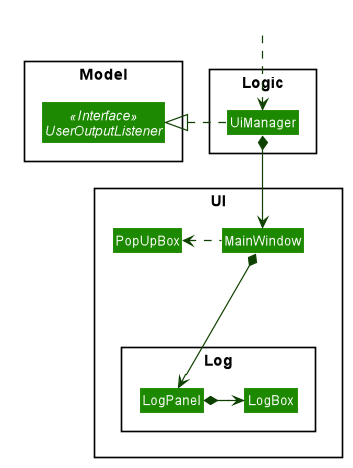 Model
«Interface»
UserOutputListener
Logic
UiManager
UI
PopUpBox
MainWindow
Log
LogPanel
LogBox